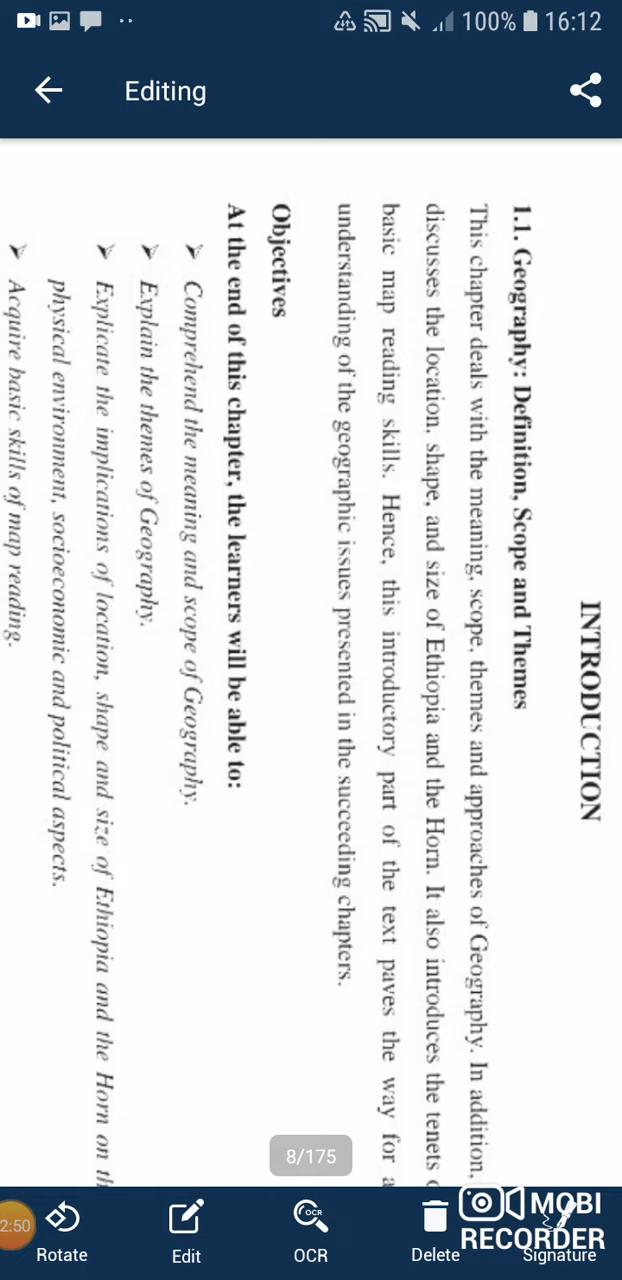 100% 16:12
Editing
INTRODUCTION
1.1. Geography: Definition, Scope and Themes
This chapter deals with the meaning, scope, themes and approaches of Geography. In addition,
discusses the location, shape, and size of Ethiopia and the Horn. It also introduces the tenets
basic map reading skills. Hence, this introductory part of the text paves the way for
understanding of the geographic issues presented in the succeeding chapters.
Objectives
At the end of this chapter, the learners will be able to:
➤ Comprehend the meaning and scope of Geography.
➤ Explain the themes of Geography.
➤ Explicate the implications of location, shape and size of Ethiopia and the Horn on
physical environment, socioeconomic and political aspects.
➤ Acquire basic skills of map reading.
8/175
2:50
Rotate
Edit
OCR
OCR
Delete
Signature
MOBI
RECORDER